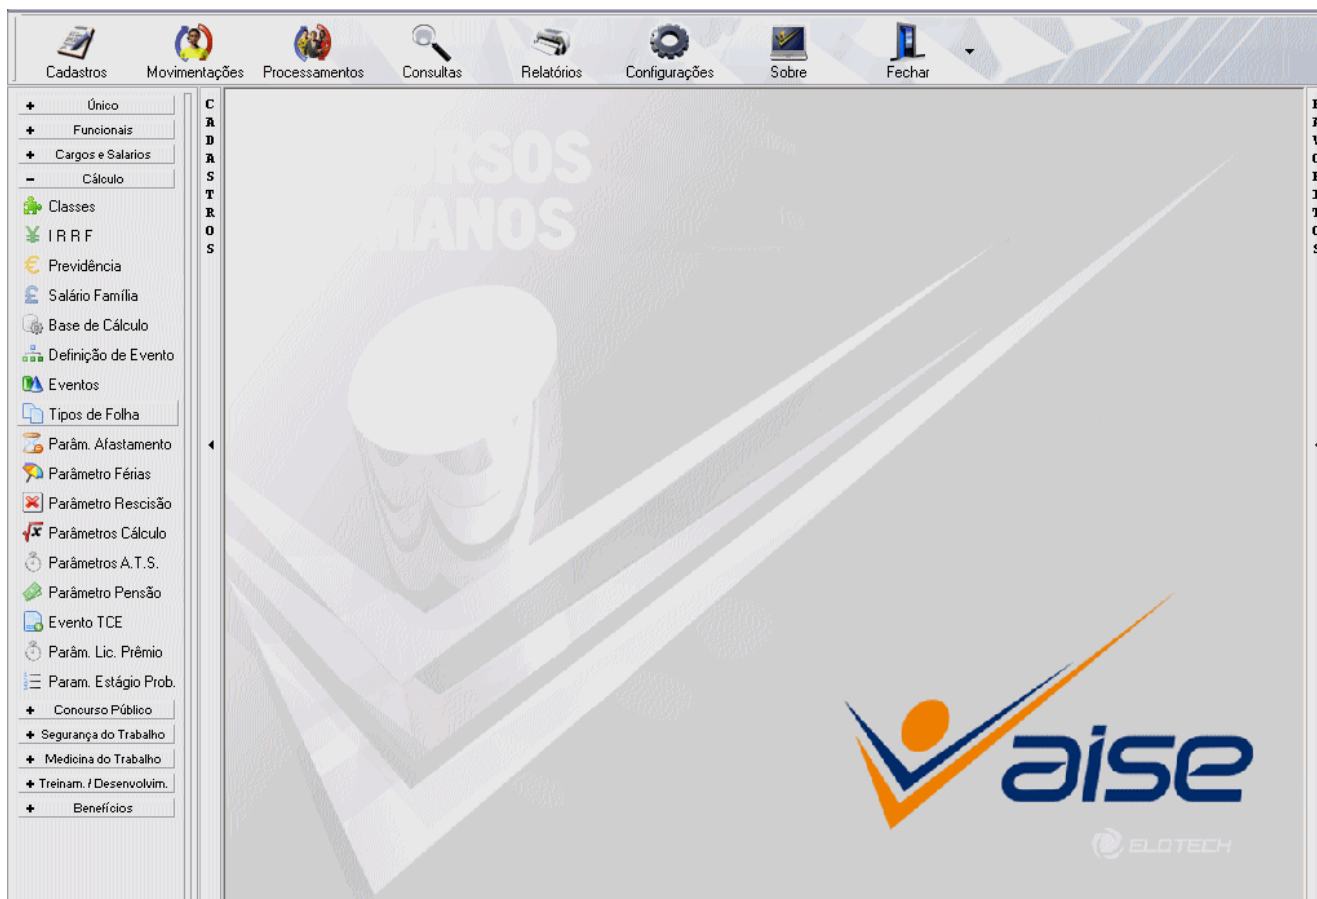 Cadastros
Movimentações
Processamentos
Consultas
Relatórios
Configurações
Sobre
Fechar
+ Único
+ Funcionais
+ Cargos e Salarios
− Cálculo
Classes
I R R F
Previdência
Salário Família
Base de Cálculo
Definição de Evento
Eventos
Tipos de Folha
Parâm. Afastamento
Parâmetro Férias
Parâmetro Rescisão
Parâmetros Cálculo
Parâmetros A.T.S.
Parâmetro Pensão
Evento TCE
Parâm. Lic. Prêmio
Param. Estágio Prob.
+ Concurso Público
+ Segurança do Trabalho
+ Medicina do Trabalho
+ Treinam. / Desenvolvim.
+ Benefícios
CADASTROS
URSOS
MANOS
aise
ELOTECH